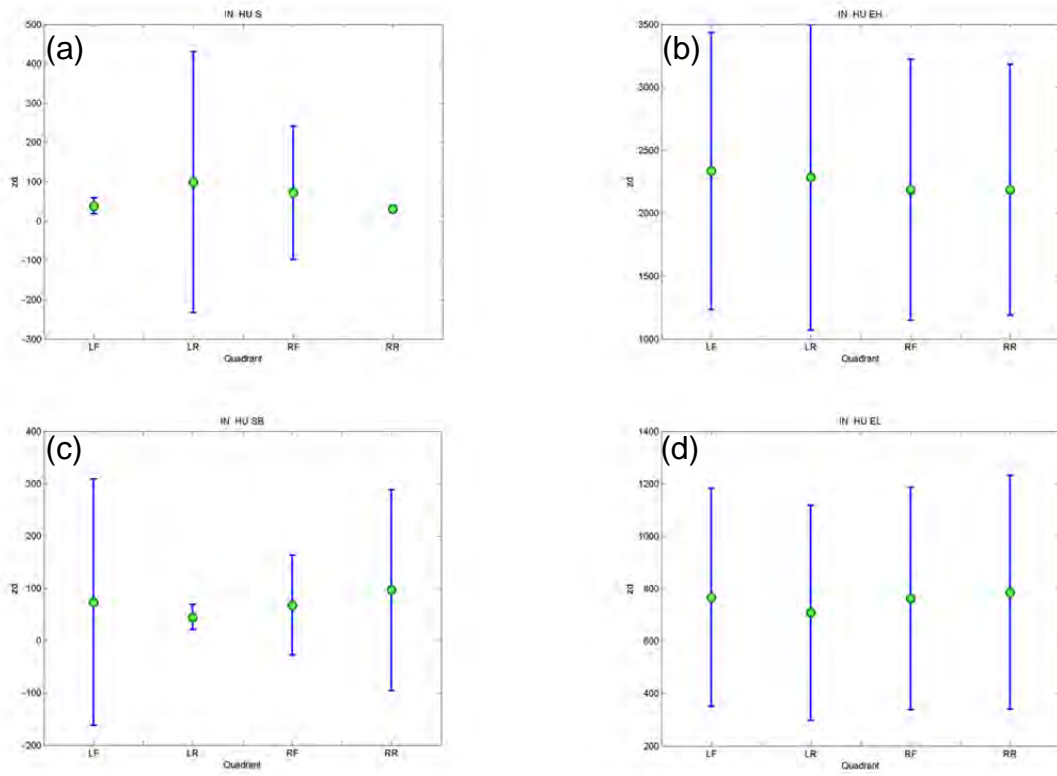 IN HU S
(a)
500
400
300
200
100
0
-100
-200
-300
zd
LF LR RF RR
Quadrant
IN HU EH
(b)
3500
3000
2500
2000
1500
1000
zd
LF LR RF RR
Quadrant
IN HU SB
(c)
400
300
200
100
0
-100
-200
zd
LF LR RF RR
Quadrant
IN HU EL
(d)
1400
1200
1000
800
600
400
200
zd
LF LR RF RR
Quadrant